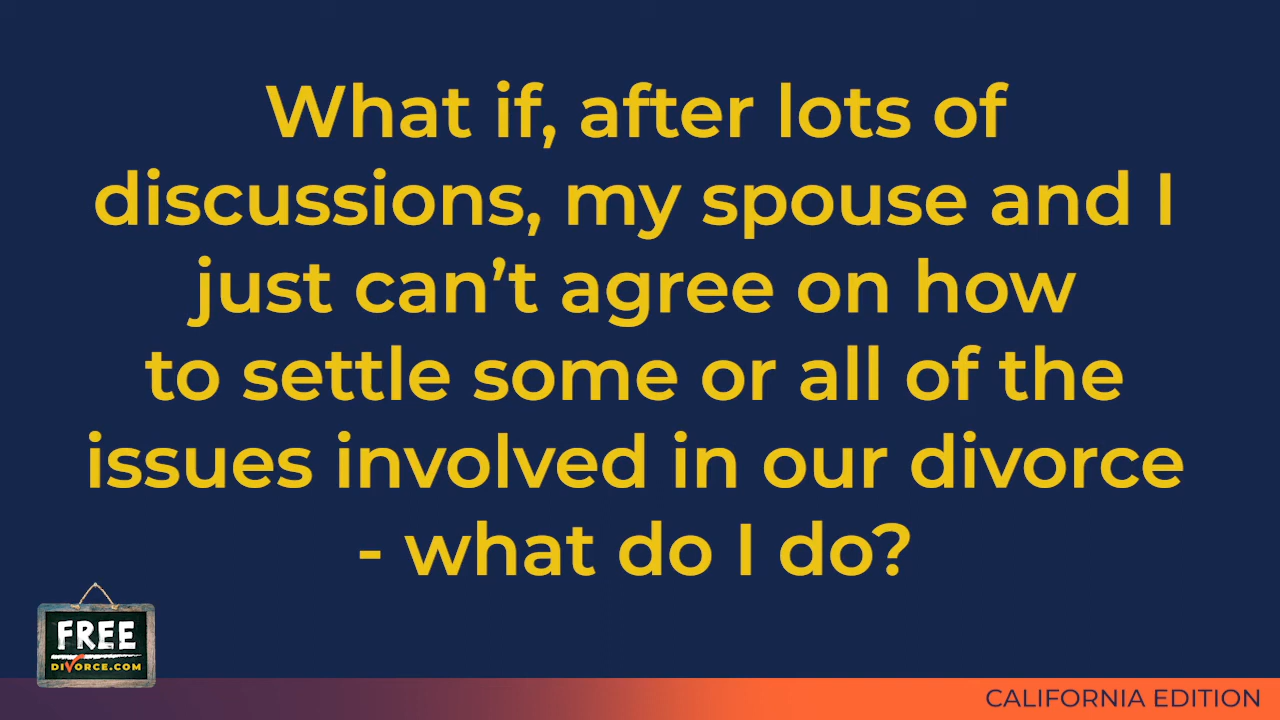 What if, after lots of
discussions, my spouse and I
just can’t agree on how
to settle some or all of the
issues involved in our divorce
- what do I do?
FREE
DIVORCE.COM
CALIFORNIA EDITION